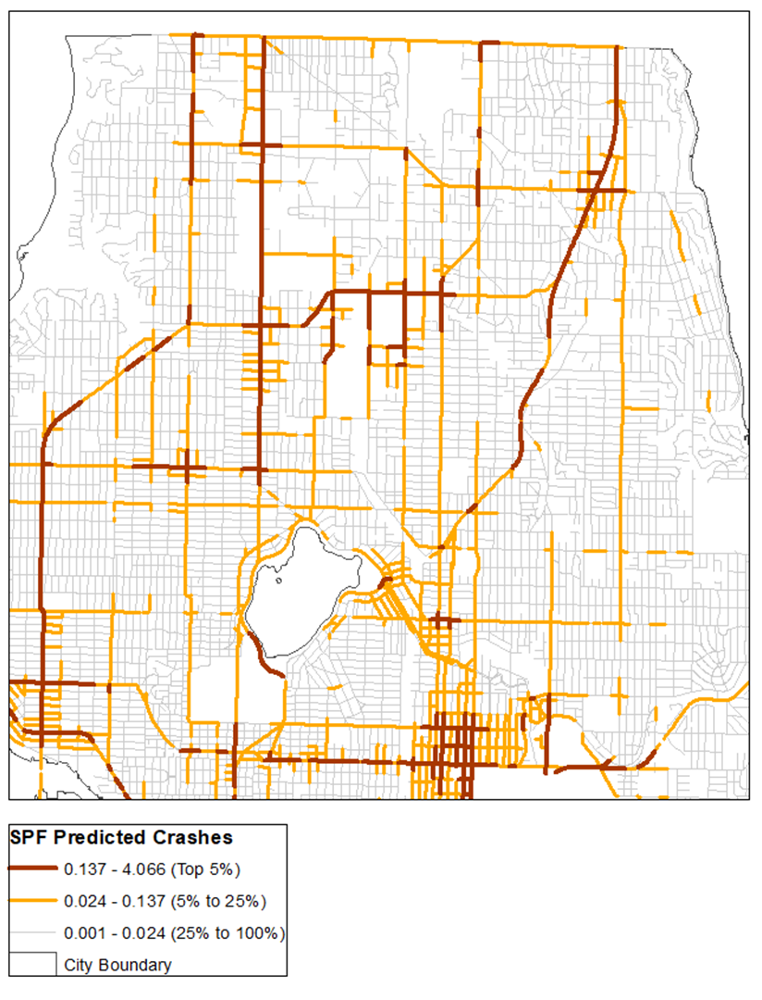 SPF Predicted Crashes
0.137 - 4.066 (Top 5%)
0.024 - 0.137 (5% to 25%)
0.001 - 0.024 (25% to 100%)
City Boundary